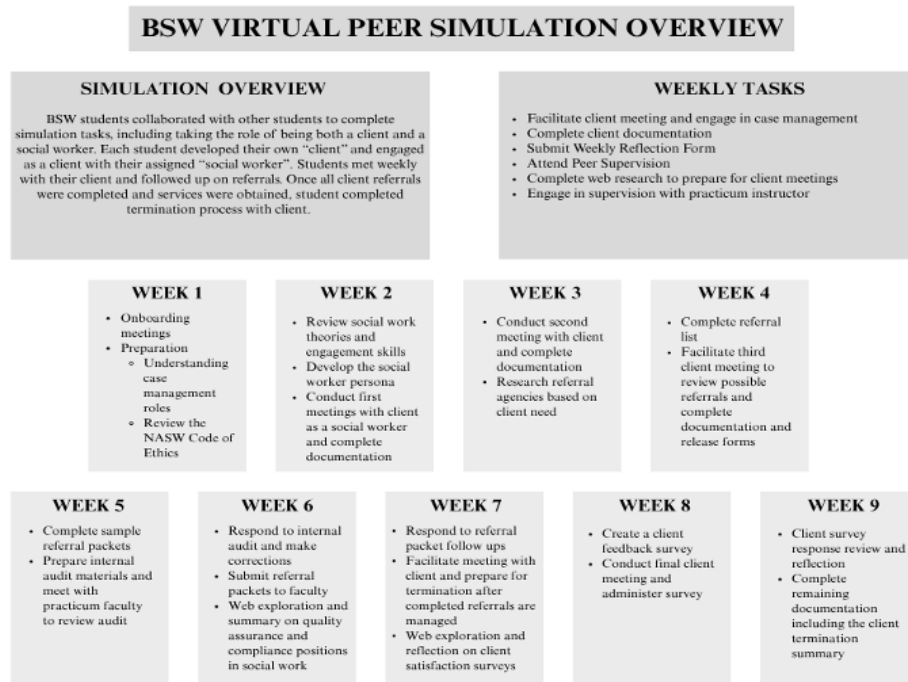 BSW VIRTUAL PEER SIMULATION OVERVIEW
SIMULATION OVERVIEW
BSW students collaborated with other students to complete
simulation tasks, including taking the role of being both a client and a
social worker. Each student developed their own “client” and engaged
as a client with their assigned “social worker”. Students met weekly
with their client and followed up on referrals. Once all client referrals
were completed and services were obtained, student completed
termination process with client.
WEEKLY TASKS
• Facilitate client meeting and engage in case management
• Complete client documentation
• Submit Weekly Reflection Form
• Attend Peer Supervision
• Complete web research to prepare for client meetings
• Engage in supervision with practicum instructor
WEEK 1
• Onboarding
meetings
• Preparation
◦ Understanding
case
management
roles
◦ Review the
NASW Code of
Ethics
WEEK 2
• Review social work
theories and
engagement skills
• Develop the social
worker persona
• Conduct first
meetings with client
as a social worker
and complete
documentation
WEEK 3
• Conduct second
meeting with client
and complete
documentation
• Research referral
agencies based on
client need
WEEK 4
• Complete referral
list
• Facilitate third
client meeting to
review possible
referrals and
complete
documentation and
release forms
WEEK 5
• Complete sample
referral packets
• Prepare internal
audit materials and
meet with
practicum faculty
to review audit
WEEK 6
• Respond to internal
audit and make
corrections
• Submit referral
packets to faculty
• Web exploration and
summary on quality
assurance and
compliance positions
in social work
WEEK 7
• Respond to referral
packet follow ups
• Facilitate meeting with
client and prepare for
termination after
completed referrals are
managed
• Web exploration and
reflection on client
satisfaction surveys
WEEK 8
• Create a client
feedback survey
• Conduct final client
meeting and
administer survey
WEEK 9
• Client survey
response review and
reflection
• Complete
remaining
documentation
including the client
termination
summary